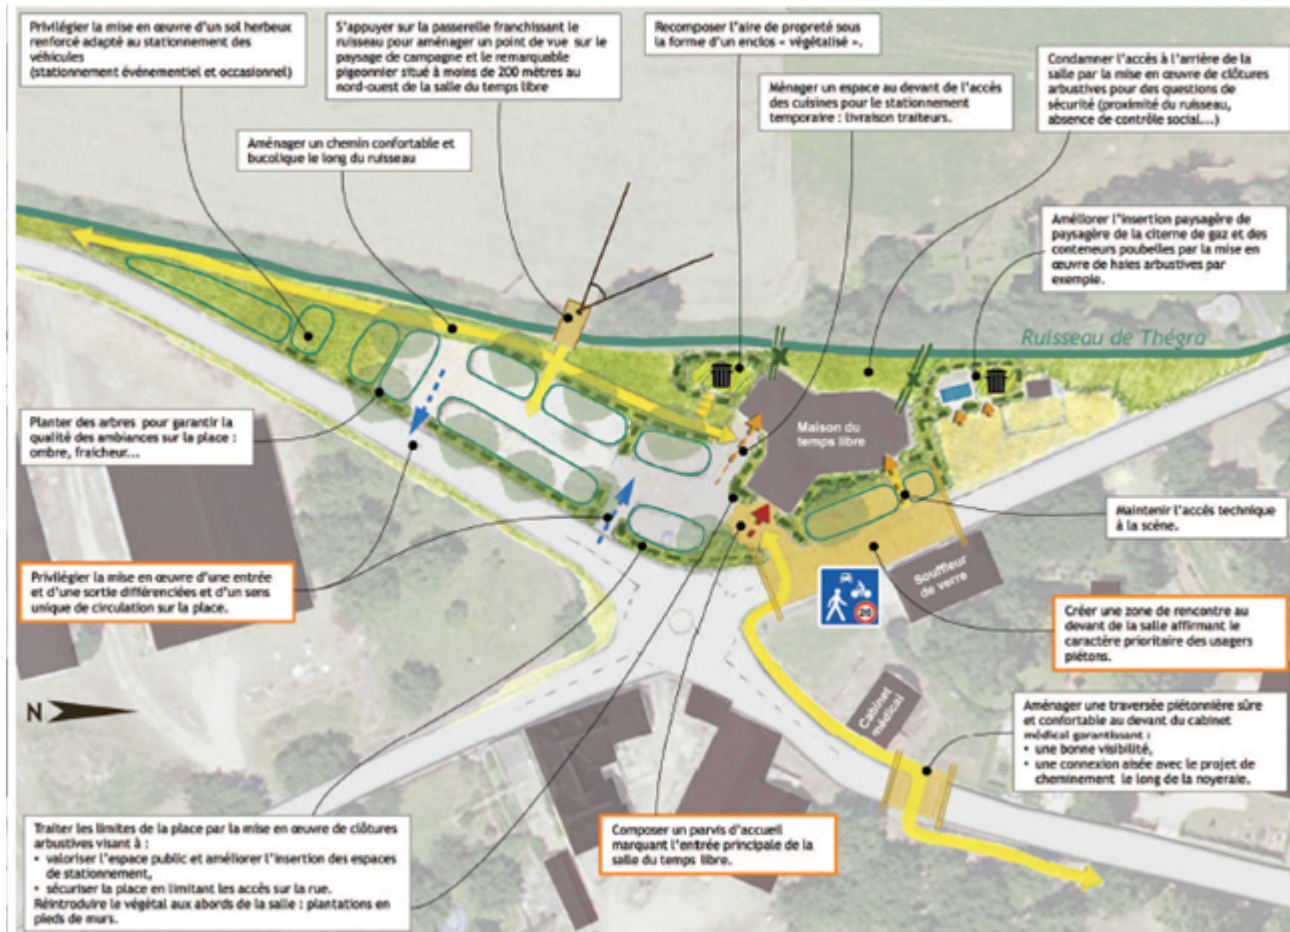 Privilégier la mise en œuvre d'un sol herbeux
renforcé adapté au stationnement des
véhicules
(stationnement événementiel et occasionnel)
S'appuyer sur la passerelle franchissant le
ruisseau pour aménager un point de vue sur le
paysage de campagne et le remarquable
pigeonnier situé à moins de 200 mètres au
nord-ouest de la salle du temps libre
Recomposer l'aire de propreté sous
la forme d'un enclos « végétalisé ».
Ménager un espace au devant de l'accès
des cuisines pour le stationnement
temporaire : livraison traiteurs.
Condamner l'accès à l'arrière de la
salle par la mise en œuvre de clôtures
arbustives pour des questions de
sécurité (proximité du ruisseau,
absence de contrôle social...)
Aménager un chemin confortable et
bucolique le long du ruisseau
Améliorer l'insertion paysagère de
paysagère de la citerne de gaz et des
conteneurs poubelles par la mise en
œuvre de haies arbustives par
exemple.
Ruisseau de Thégra
Planter des arbres pour garantir la
qualité des ambiances sur la place :
ombre, fraicheur...
Maison du
temps libre
Maintenir l'accès technique
à la scène.
Privilégier la mise en œuvre d'une entrée
et d'une sortie différenciées et d'un sens
unique de circulation sur la place.
Souffleur
de verre
20
Créer une zone de rencontre au
devant de la salle affirmant le
caractère prioritaire des usagers
piétons.
N
Cabinet
médical
Aménager une traversée piétonnière sûre
et confortable au devant du cabinet
médical garantissant :
• une bonne visibilité,
• une connexion aisée avec le projet de
cheminement le long de la noyeraie.
Traiter les limites de la place par la mise en œuvre de clôtures
arbustives visant à :
• valoriser l'espace public et améliorer l'insertion des espaces
de stationnement,
• sécuriser la place en limitant les accès sur la rue.
Réintroduire le végétal aux abords de la salle : plantations en
pieds de murs.
Composer un parvis d'accueil
marquant l'entrée principale de la
salle du temps libre.